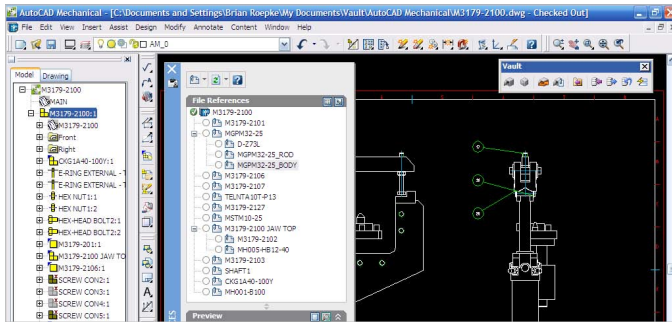 AutoCAD Mechanical - [C:\Documents and Settings\Brian Roepke\My Documents\Vault\AutoCAD Mechanical\M3179-2100.dwg - Checked Out]
File Edit View Insert Assist Design Modify Annotate Content Window Help
AM_0
Model Drawing
M3179-2100
MAIN
M3179-2100:1
M3179-2100
Front
Right
CKG1A40-100Y:1
E-RING EXTERNAL - T
E-RING EXTERNAL - T
HEX NUT1:1
HEX NUT1:2
HEX-HEAD BOLT2:1
HEX-HEAD BOLT2:2
M3179-201:1
M3179-2100 JAW TO
M3179-2106:1
SCREW CON2:1
SCREW CON3:1
SCREW CON4:1
SCREW CON5:1
File References
M3179-2100
M3179-2101
MGPM32-25
D-Z73L
MGPM32-25_ROD
MGPM32-25_BODY
M3179-2106
M3179-2107
TELNTA10T-P13
M3179-2127
MSTM10-25
M3179-2100 JAW TOP
M3179-2102
MH005-HB12-40
M3179-2103
SHAFT1
CKG1A40-100Y
MH001-B100
Preview
Vault